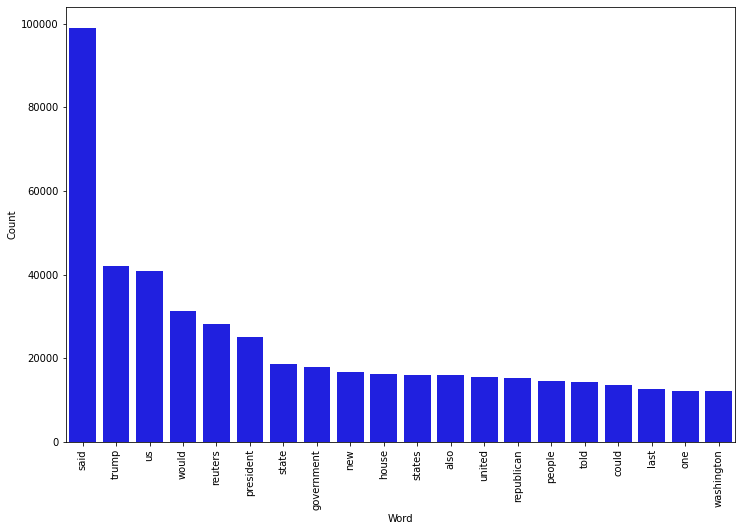 100000
80000
60000
40000
20000
0
Count
said
trump
us
would
reuters
president
state
government
new
house
states
also
united
republican
people
told
could
last
one
washington
Word